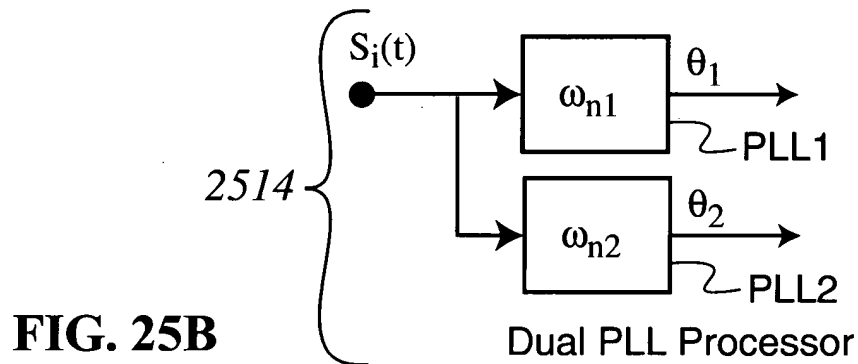 S_i(t)
ω_n1
θ_1
PLL1
2514
ω_n2
θ_2
PLL2
FIG. 25B
Dual PLL Processor